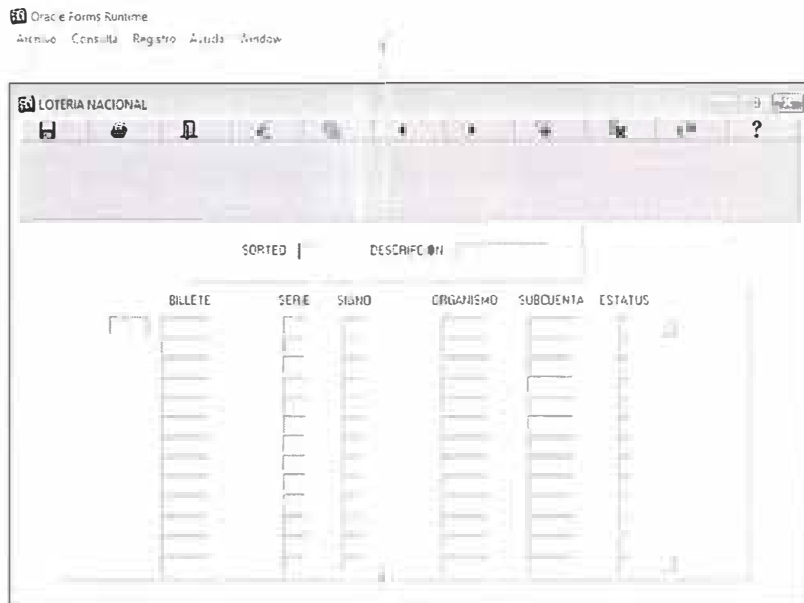 Oracle Forms Runtime
Archivo Consulta Registro Ayuda Window
LOTERIA NACIONAL
?
SORTEO DESCRIPCION
BILLETE SERIE SIGNO ORGANISMO SUBCUENTA ESTATUS